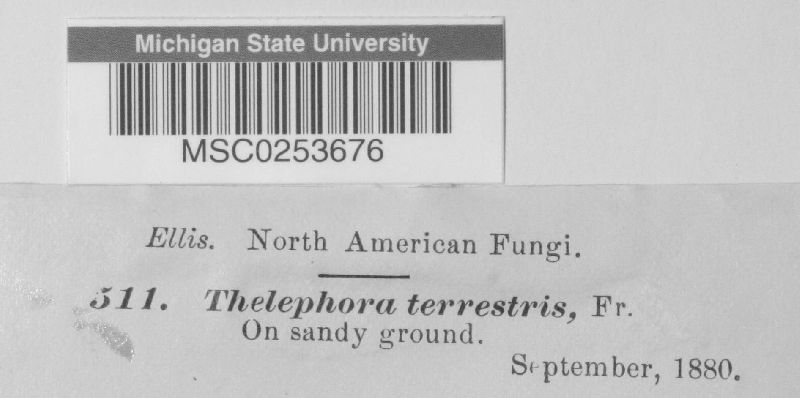 Michigan State University
MSC0253676
Ellis. North American Fungi.
511. Thelephora terrestris, Fr.
On sandy ground.
September, 1880.